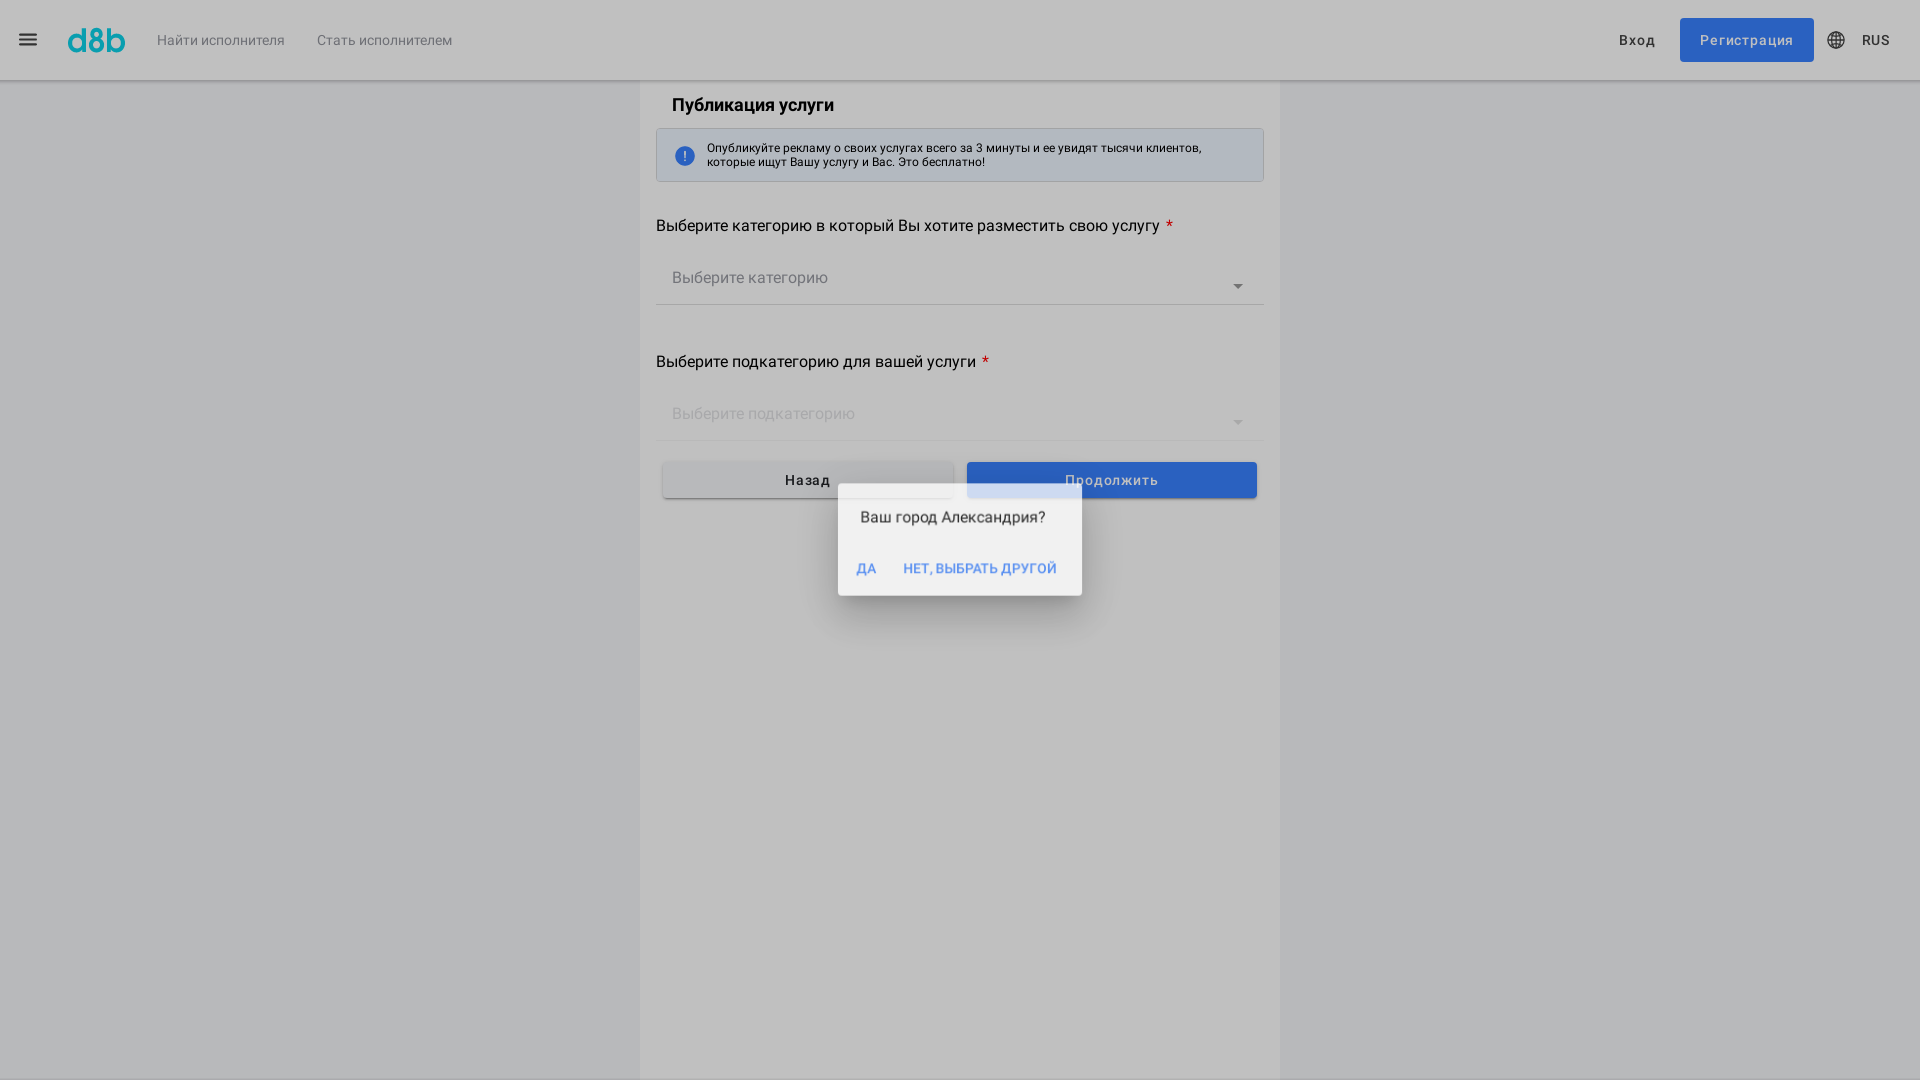 d8b
Найти исполнителя
Стать исполнителем
Вход
Регистрация
RUS
Публикация услуги
Опубликуйте рекламу о своих услугах всего за 3 минуты и ее увидят тысячи клиентов,
которые ищут Вашу услугу и Вас. Это бесплатно!
Выберите категорию в который Вы хотите разместить свою услугу *
Выберите категорию
Выберите подкатегорию для вашей услуги *
Выберите подкатегорию
Назад
Продолжить
Ваш город Александрия?
ДА
НЕТ, ВЫБРАТЬ ДРУГОЙ